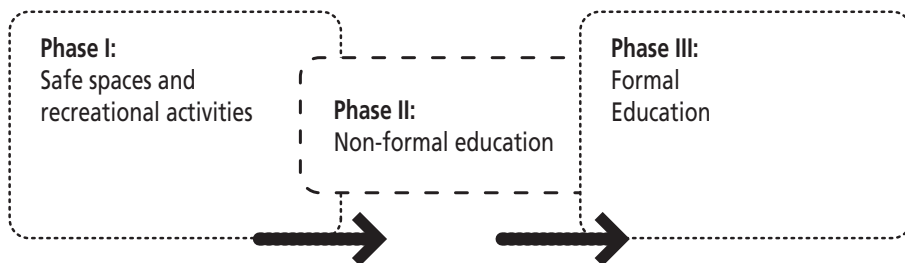 Phase I:
Safe spaces and
recreational activities
Phase II:
Non-formal education
Phase III:
Formal
Education